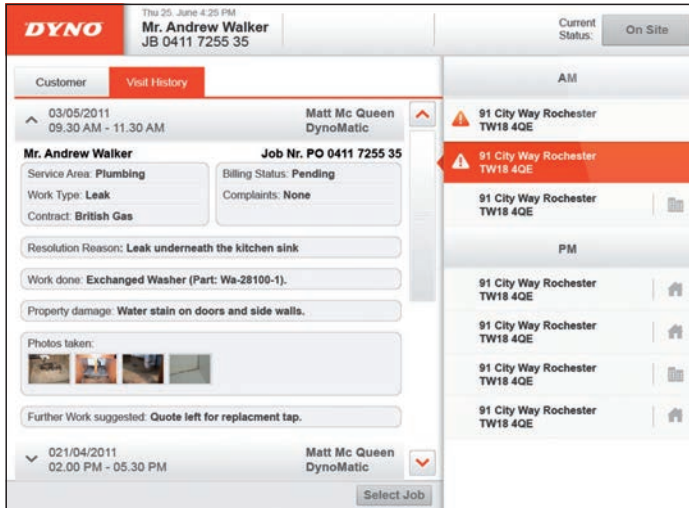 DYNO
Thu 25. June 4:25 PM
Mr. Andrew Walker
JB 0411 7255 35
Current
Status:
On Site
Customer
Visit History
03/05/2011
09.30 AM - 11.30 AM
Matt Mc Queen
DynoMatic
Mr. Andrew Walker
Job Nr. PO 0411 7255 35
Service Area: Plumbing
Work Type: Leak
Contract: British Gas
Billing Status: Pending
Complaints: None
Resolution Reason: Leak underneath the kitchen sink
Work done: Exchanged Washer (Part: Wa-28100-1).
Property damage: Water stain on doors and side walls.
Photos taken:
Further Work suggested: Quote left for replacment tap.
021/04/2011
02.00 PM - 05.30 PM
Matt Mc Queen
DynoMatic
Select Job
AM
91 City Way Rochester
TW18 4QE
91 City Way Rochester
TW18 4QE
91 City Way Rochester
TW18 4QE
PM
91 City Way Rochester
TW18 4QE
91 City Way Rochester
TW18 4QE
91 City Way Rochester
TW18 4QE
91 City Way Rochester
TW18 4QE